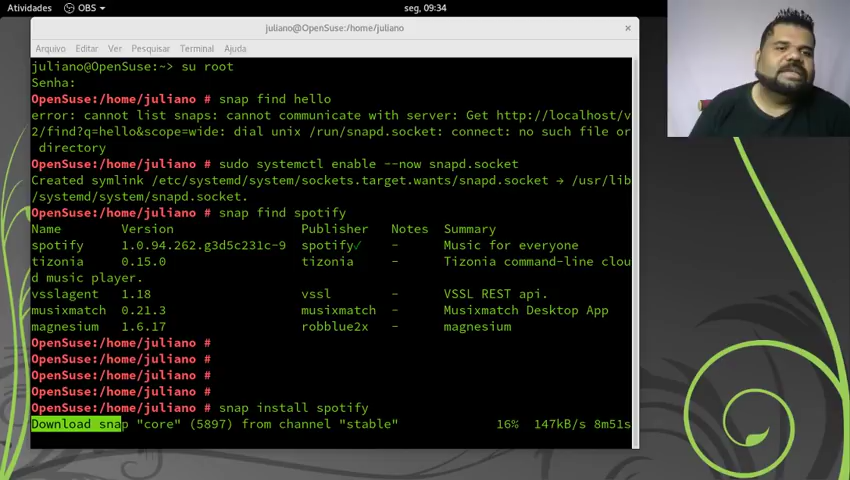 Atividades OBS seg, 09:34
juliano@OpenSuse:/home/juliano ×
Arquivo Editar Ver Pesquisar Terminal Ajuda
juliano@OpenSuse:~> su root
Senha:
OpenSuse:/home/juliano # snap find hello
error: cannot list snaps: cannot communicate with server: Get http://localhost/v
2/find?q=hello&scope=wide: dial unix /run/snapd.socket: connect: no such file or
directory
OpenSuse:/home/juliano # sudo systemctl enable --now snapd.socket
Created symlink /etc/systemd/system/sockets.target.wants/snapd.socket → /usr/lib
/systemd/system/snapd.socket.
OpenSuse:/home/juliano # snap find spotify
Name Version Publisher Notes Summary
spotify 1.0.94.262.g3d5c231c-9 spotify✓ - Music for everyone
tizonia 0.15.0 tizonia - Tizonia command-line clou
d music player.
vsslagent 1.18 vssl - VSSL REST api.
musixmatch 0.21.3 musixmatch - Musixmatch Desktop App
magnesium 1.6.17 robblue2x - magnesium
OpenSuse:/home/juliano #
OpenSuse:/home/juliano #
OpenSuse:/home/juliano #
OpenSuse:/home/juliano #
OpenSuse:/home/juliano # snap install spotify
Download snap "core" (5897) from channel "stable" 16% 147kB/s 8m51s